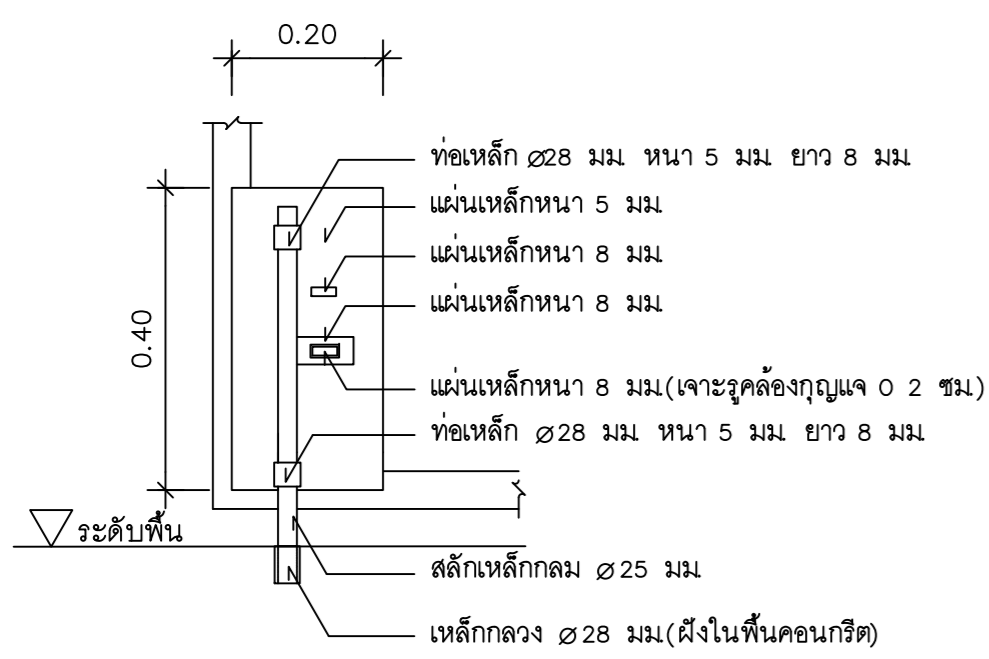 0.20
ท่อเหล็ก ⌀28 มม. หนา 5 มม. ยาว 8 มม.
แผ่นเหล็กหนา 5 มม.
แผ่นเหล็กหนา 8 มม.
แผ่นเหล็กหนา 8 มม.
0.40
แผ่นเหล็กหนา 8 มม.(เจาะรูคล้องกุญแจ 0 2 ซม.)
ท่อเหล็ก ⌀28 มม. หนา 5 มม. ยาว 8 มม.
ระดับพื้น
สลักเหล็กกลม ⌀25 มม.
เหล็กกลวง ⌀28 มม.(ฝังในพื้นคอนกรีต)